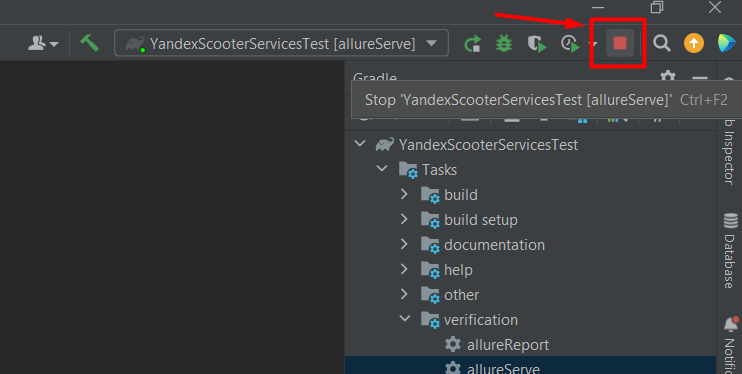 YandexScooterServicesTest [allureServe]
Gradle
Stop 'YandexScooterServicesTest [allureServe]' Ctrl+F2
YandexScooterServicesTest
Tasks
build
build setup
documentation
help
other
verification
allureReport
allureServe
Inspector
Database